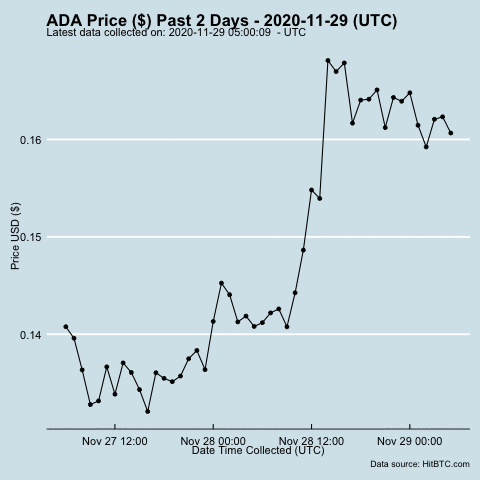 ADA Price ($) Past 2 Days - 2020-11-29 (UTC)
Latest data collected on: 2020-11-29 05:00:09 - UTC
0.16
0.15
0.14
Price USD ($)
Nov 27 12:00 Nov 28 00:00 Nov 28 12:00 Nov 29 00:00
Date Time Collected (UTC)
Data source: HitBTC.com